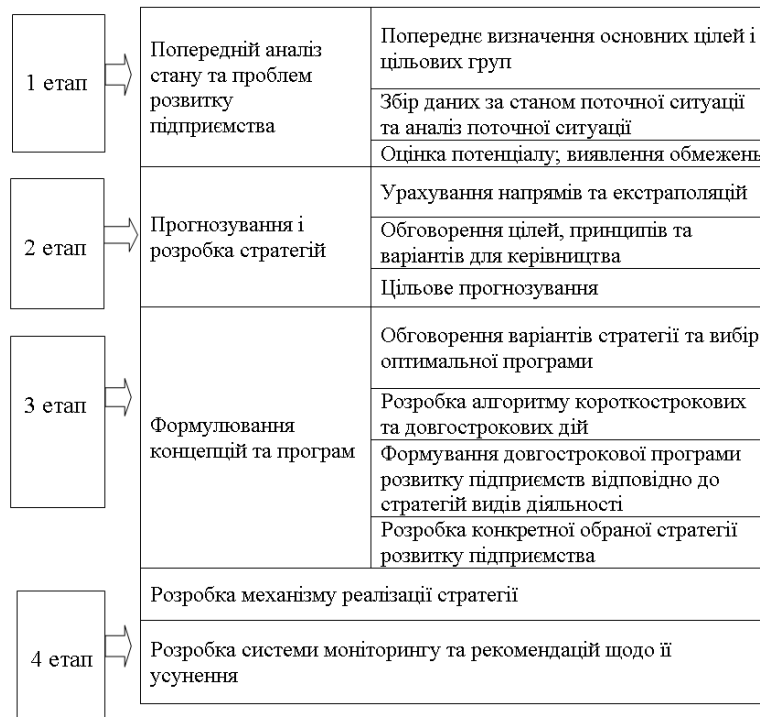 1 етап
Попередній аналіз
стану та проблем
розвитку
підприємства
Попереднє визначення основних цілей і
цільових груп
Збір даних за станом поточної ситуації
та аналіз поточної ситуації
Оцінка потенціалу; виявлення обмежень
2 етап
Прогнозування і
розробка стратегій
Урахування напрямів та екстраполяцій
Обговорення цілей, принципів та
варіантів для керівництва
Цільове прогнозування
3 етап
Формулювання
концепцій та програм
Обговорення варіантів стратегії та вибір
оптимальної програми
Розробка алгоритму короткострокових
та довгострокових дій
Формування довгострокової програми
розвитку підприємств відповідно до
стратегій видів діяльності
Розробка конкретної обраної стратегії
розвитку підприємства
4 етап
Розробка механізму реалізації стратегії
Розробка системи моніторингу та рекомендацій щодо її
усунення